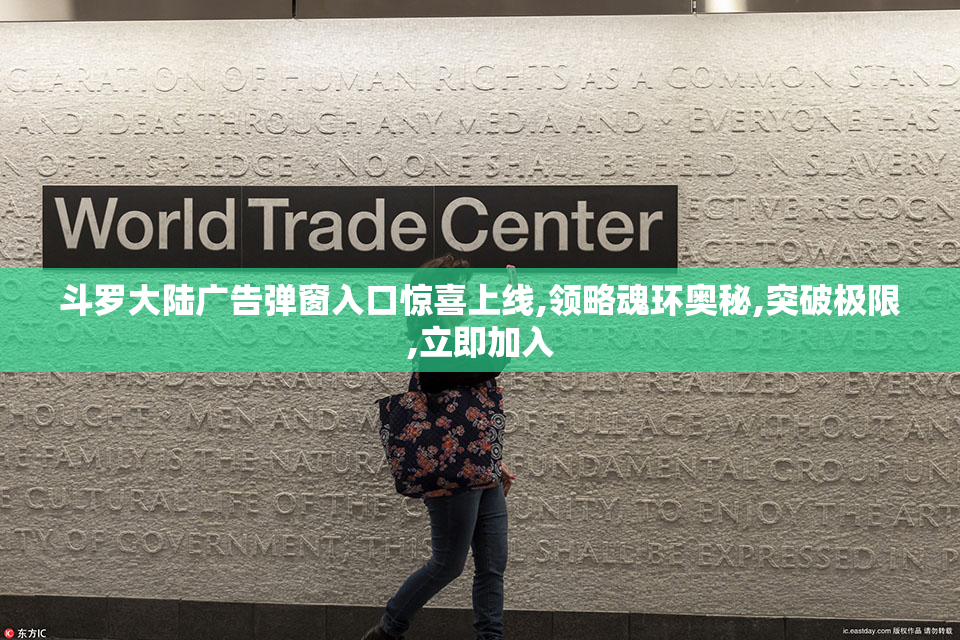 CLARATION OF HUMAN RIGHTS AS A COMMON STAND
AND IDEAS THROUGH ANY MEDIA AND • EVERYONE HAS T
N OF THIS PLEDGE • NO ONE SHALL BE HELD IN SLAVERY
World Trade Center
ECTIVE RECOGN
ACT TOWARDS O
斗罗大陆广告弹窗入口惊喜上线,领略魂环奥秘,突破极限
,立即加入
FULLY REALIZED • EVERYO
THOUGHT MEN AND
OF FULL AGE, WITHO
E FAMILY IS THE NATURA
FUNDAMENTAL GROUP
E CULTURAL LIFE OF THE COMMUNITY, TO ENJOY THE ART
TY OF GOVERNMENT; THIS SHALL BE EXPRESSED IN P
东方IC
ic.eastday.com 版权作品 请勿转载